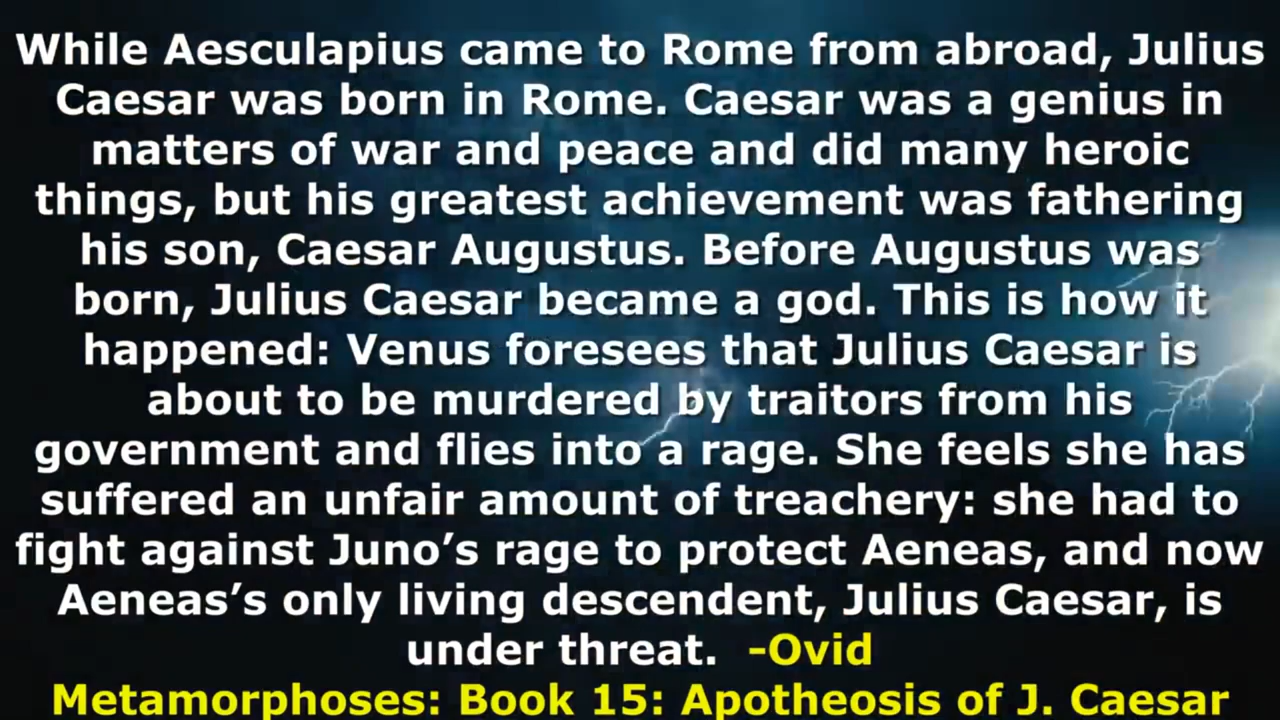 While Aesculapius came to Rome from abroad, Julius
Caesar was born in Rome. Caesar was a genius in
matters of war and peace and did many heroic
things, but his greatest achievement was fathering
his son, Caesar Augustus. Before Augustus was
born, Julius Caesar became a god. This is how it
happened: Venus foresees that Julius Caesar is
about to be murdered by traitors from his
government and flies into a rage. She feels she has
suffered an unfair amount of treachery: she had to
fight against Juno’s rage to protect Aeneas, and now
Aeneas’s only living descendent, Julius Caesar, is
under threat.  -Ovid
Metamorphoses: Book 15: Apotheosis of J. Caesar